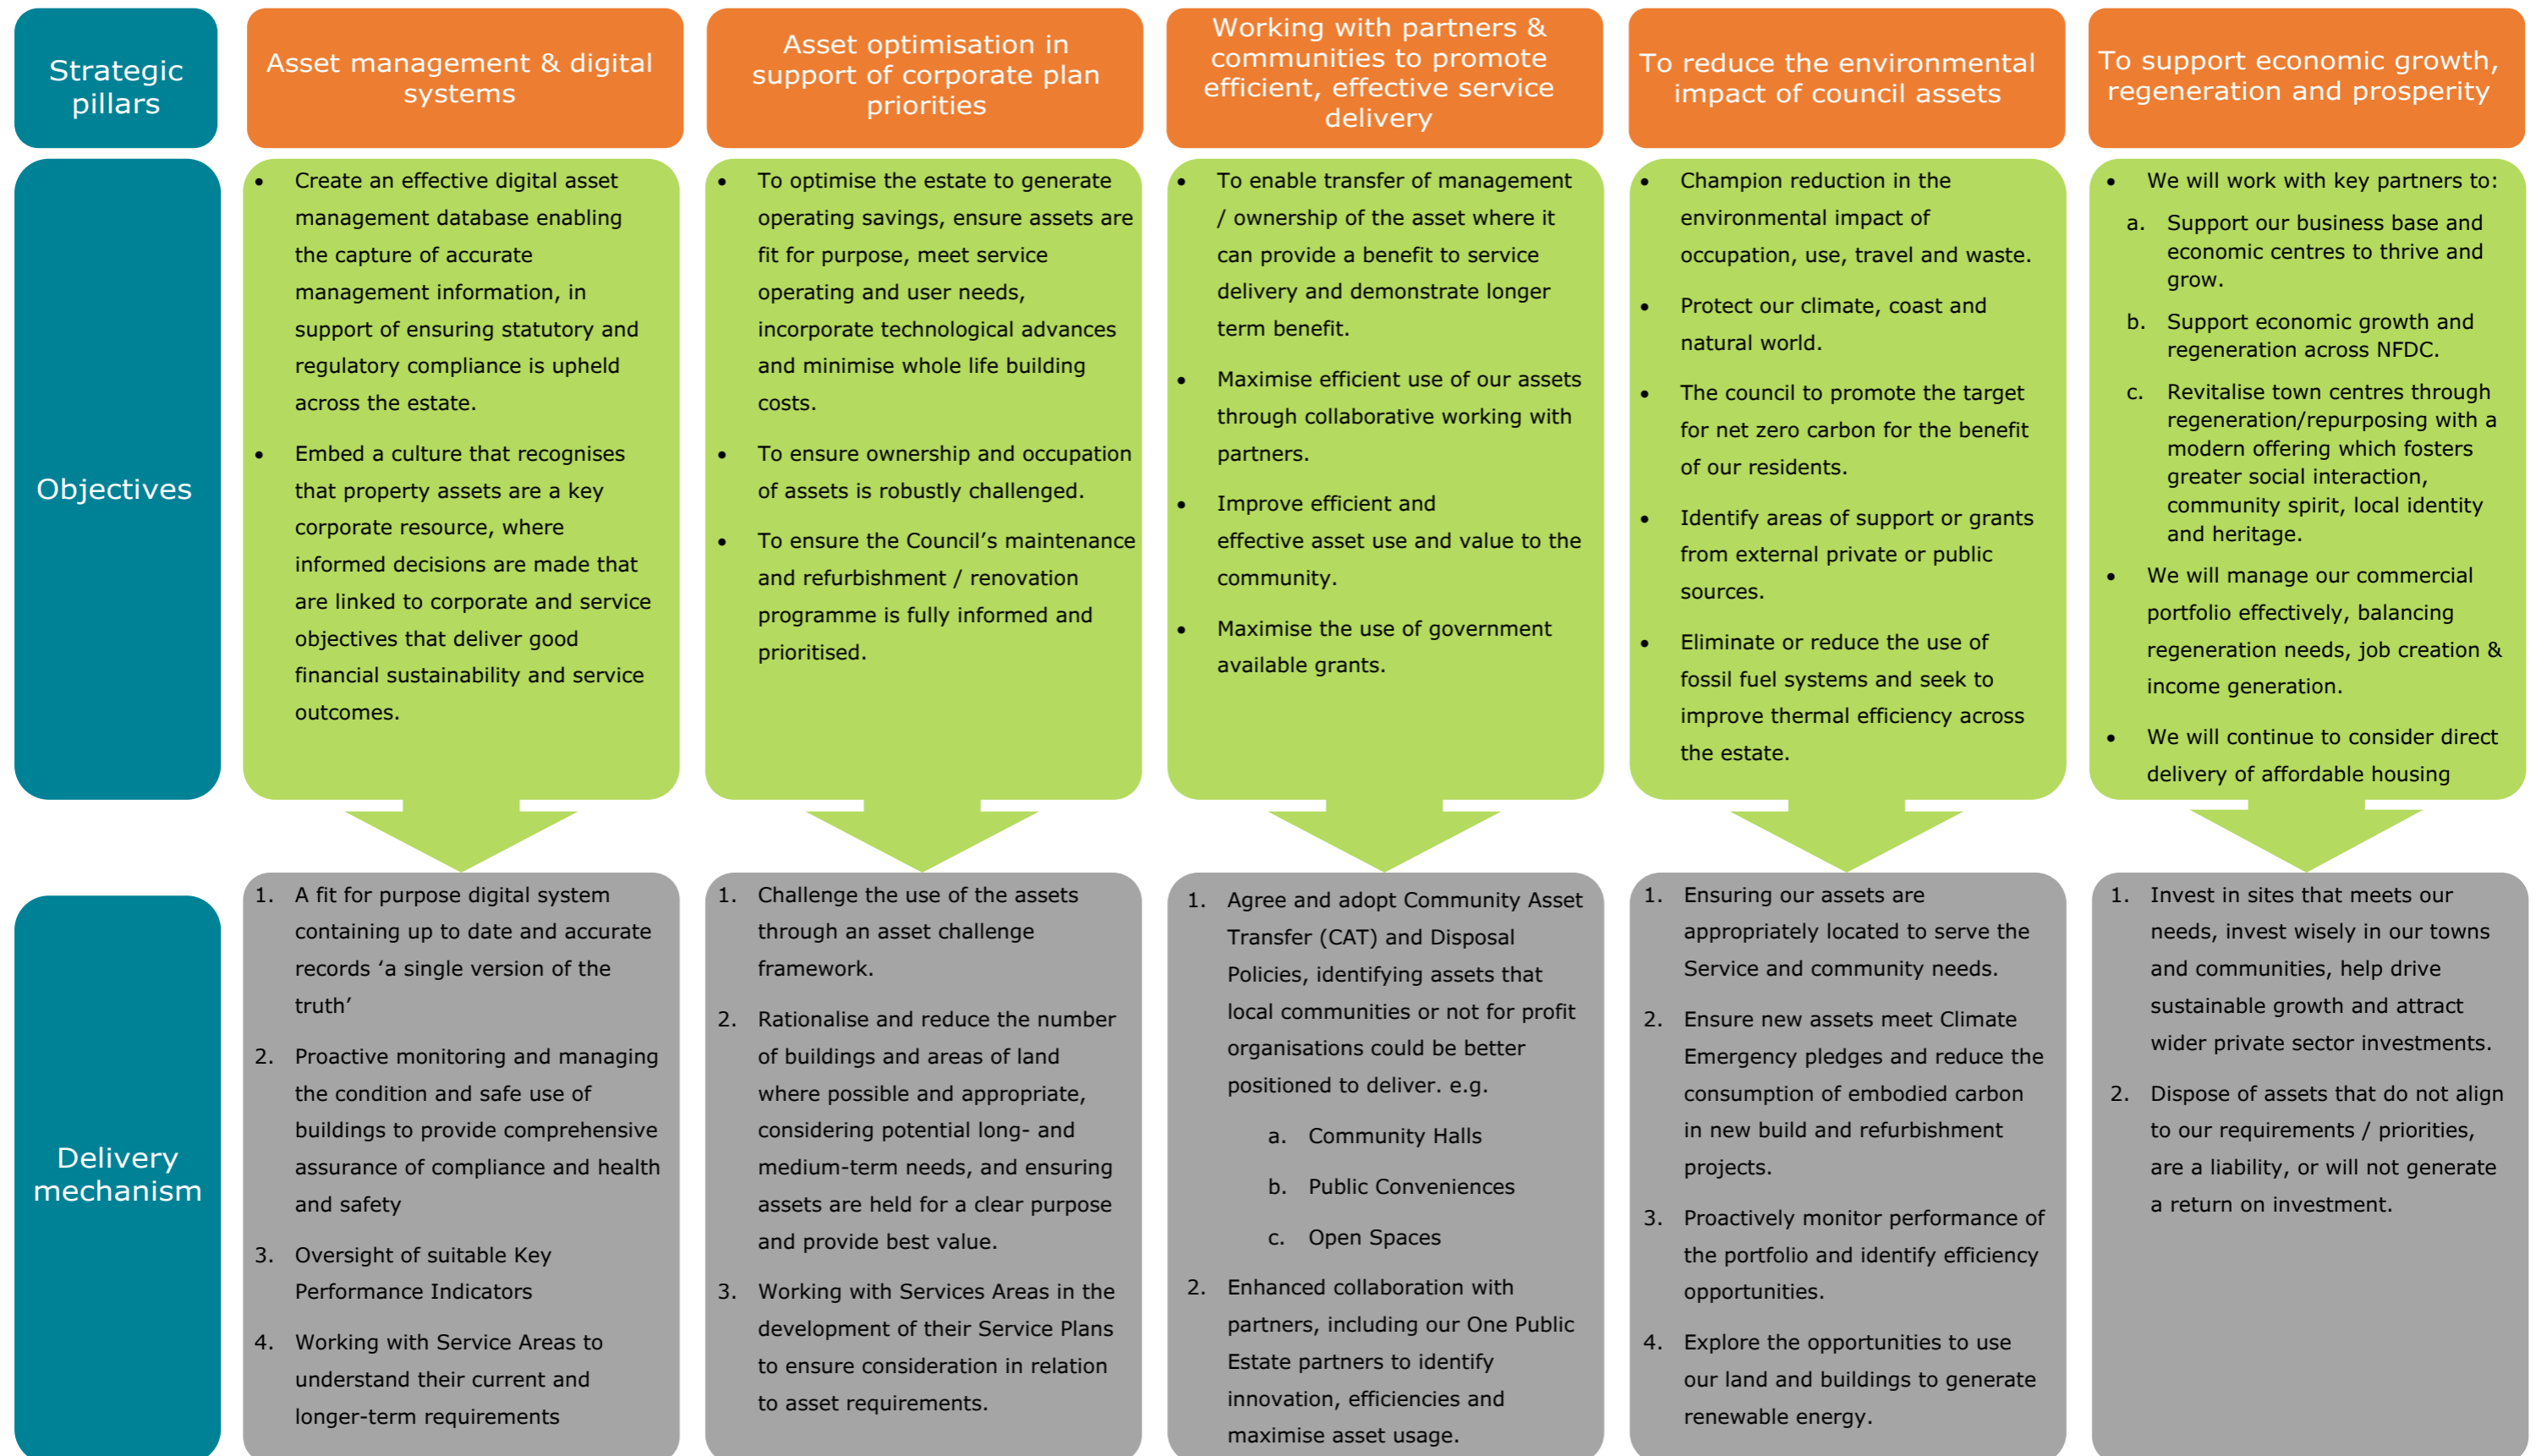 Strategic
pillars
Asset management & digital
systems
Asset optimisation in
support of corporate plan
priorities
Working with partners &
communities to promote
efficient, effective service
delivery
To reduce the environmental
impact of council assets
To support economic growth,
regeneration and prosperity
Objectives
• Create an effective digital asset
management database enabling
the capture of accurate
management information, in
support of ensuring statutory and
regulatory compliance is upheld
across the estate.
• Embed a culture that recognises
that property assets are a key
corporate resource, where
informed decisions are made that
are linked to corporate and service
objectives that deliver good
financial sustainability and service
outcomes.
• To optimise the estate to generate
operating savings, ensure assets are
fit for purpose, meet service
operating and user needs,
incorporate technological advances
and minimise whole life building
costs.
• To ensure ownership and occupation
of assets is robustly challenged.
• To ensure the Council’s maintenance
and refurbishment / renovation
programme is fully informed and
prioritised.
• To enable transfer of management
/ ownership of the asset where it
can provide a benefit to service
delivery and demonstrate longer
term benefit.
• Maximise efficient use of our assets
through collaborative working with
partners.
• Improve efficient and
effective asset use and value to the
community.
• Maximise the use of government
available grants.
• Champion reduction in the
environmental impact of
occupation, use, travel and waste.
• Protect our climate, coast and
natural world.
• The council to promote the target
for net zero carbon for the benefit
of our residents.
• Identify areas of support or grants
from external private or public
sources.
• Eliminate or reduce the use of
fossil fuel systems and seek to
improve thermal efficiency across
the estate.
• We will work with key partners to:
a. Support our business base and
economic centres to thrive and
grow.
b. Support economic growth and
regeneration across NFDC.
c. Revitalise town centres through
regeneration/repurposing with a
modern offering which fosters
greater social interaction,
community spirit, local identity
and heritage.
• We will manage our commercial
portfolio effectively, balancing
regeneration needs, job creation &
income generation.
• We will continue to consider direct
delivery of affordable housing
Delivery
mechanism
1. A fit for purpose digital system
containing up to date and accurate
records ‘a single version of the
truth’
2. Proactive monitoring and managing
the condition and safe use of
buildings to provide comprehensive
assurance of compliance and health
and safety
3. Oversight of suitable Key
Performance Indicators
4. Working with Service Areas to
understand their current and
longer-term requirements
1. Challenge the use of the assets
through an asset challenge
framework.
2. Rationalise and reduce the number
of buildings and areas of land
where possible and appropriate,
considering potential long- and
medium-term needs, and ensuring
assets are held for a clear purpose
and provide best value.
3. Working with Services Areas in the
development of their Service Plans
to ensure consideration in relation
to asset requirements.
1. Agree and adopt Community Asset
Transfer (CAT) and Disposal
Policies, identifying assets that
local communities or not for profit
organisations could be better
positioned to deliver. e.g.
a. Community Halls
b. Public Conveniences
c. Open Spaces
2. Enhanced collaboration with
partners, including our One Public
Estate partners to identify
innovation, efficiencies and
maximise asset usage.
1. Ensuring our assets are
appropriately located to serve the
Service and community needs.
2. Ensure new assets meet Climate
Emergency pledges and reduce the
consumption of embodied carbon
in new build and refurbishment
projects.
3. Proactively monitor performance of
the portfolio and identify efficiency
opportunities.
4. Explore the opportunities to use
our land and buildings to generate
renewable energy.
1. Invest in sites that meets our
needs, invest wisely in our towns
and communities, help drive
sustainable growth and attract
wider private sector investments.
2. Dispose of assets that do not align
to our requirements / priorities,
are a liability, or will not generate
a return on investment.